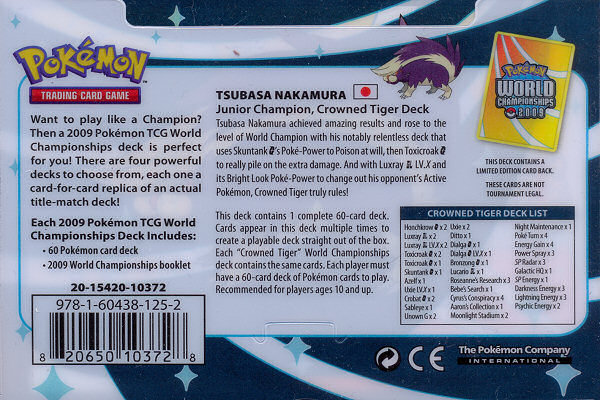 Pokémon
TRADING CARD GAME
Want to play like a Champion?
Then a 2009 Pokémon TCG World
Championships deck is perfect
for you! There are four powerful
decks to choose from, each one a
card-for-card replica of an actual
title-match deck!
Each 2009 Pokémon TCG World
Championships Deck Includes:
• 60 Pokémon card deck
• 2009 World Championships booklet
20-15420-10372
978-1-60438-125-2
8 20650 10372 8
TSUBASA NAKAMURA
Junior Champion, Crowned Tiger Deck
Tsubasa Nakamura achieved amazing results and rose to the
level of World Champion with his notably relentless deck that
uses Skuntank G's Poké-Power to Poison at will, then Toxicroak G
to really pile on the extra damage. And with Luxray GL LV.X and
its Bright Look Poké-Power to change out his opponent's Active
Pokémon, Crowned Tiger truly rules!
This deck contains 1 complete 60-card deck.
Cards appear in this deck multiple times to
create a playable deck straight out of the box.
Each "Crowned Tiger" World Championships
deck contains the same cards. Each player must
have a 60-card deck of Pokémon cards to play.
Recommended for players ages 10 and up.
Pokémon
WORLD
CHAMPIONSHIPS
2009
THIS DECK CONTAINS A
LIMITED EDITION CARD BACK.
THESE CARDS ARE NOT
TOURNAMENT LEGAL.
CROWNED TIGER DECK LIST
Honchkrow G x 2
Luxray GL x 2
Luxray GL LV.X x 2
Toxicroak G x 2
Toxicroak G x 1
Skuntank G x 1
Azelf x 1
Uxie LV.X x 1
Crobat G x 2
Sableye x 1
Unown G x 2
Uxie x 2
Ditto x 1
Dialga G x 1
Dialga G x 1
Bronzong G x 1
Lucario GL x 1
Roseanne's Research x 3
Bebe's Search x 1
Cyrus's Conspiracy x 4
Aaron's Collection x 1
Moonlight Stadium x 2
Night Maintenance x 1
Poké Turn x 4
Energy Gain x 4
Power Spray x 3
SP Radar x 3
Galactic HQ x 1
SP Energy x 1
Darkness Energy x 3
Lightning Energy x 3
Psychic Energy x 2
CE
The Pokémon Company
INTERNATIONAL